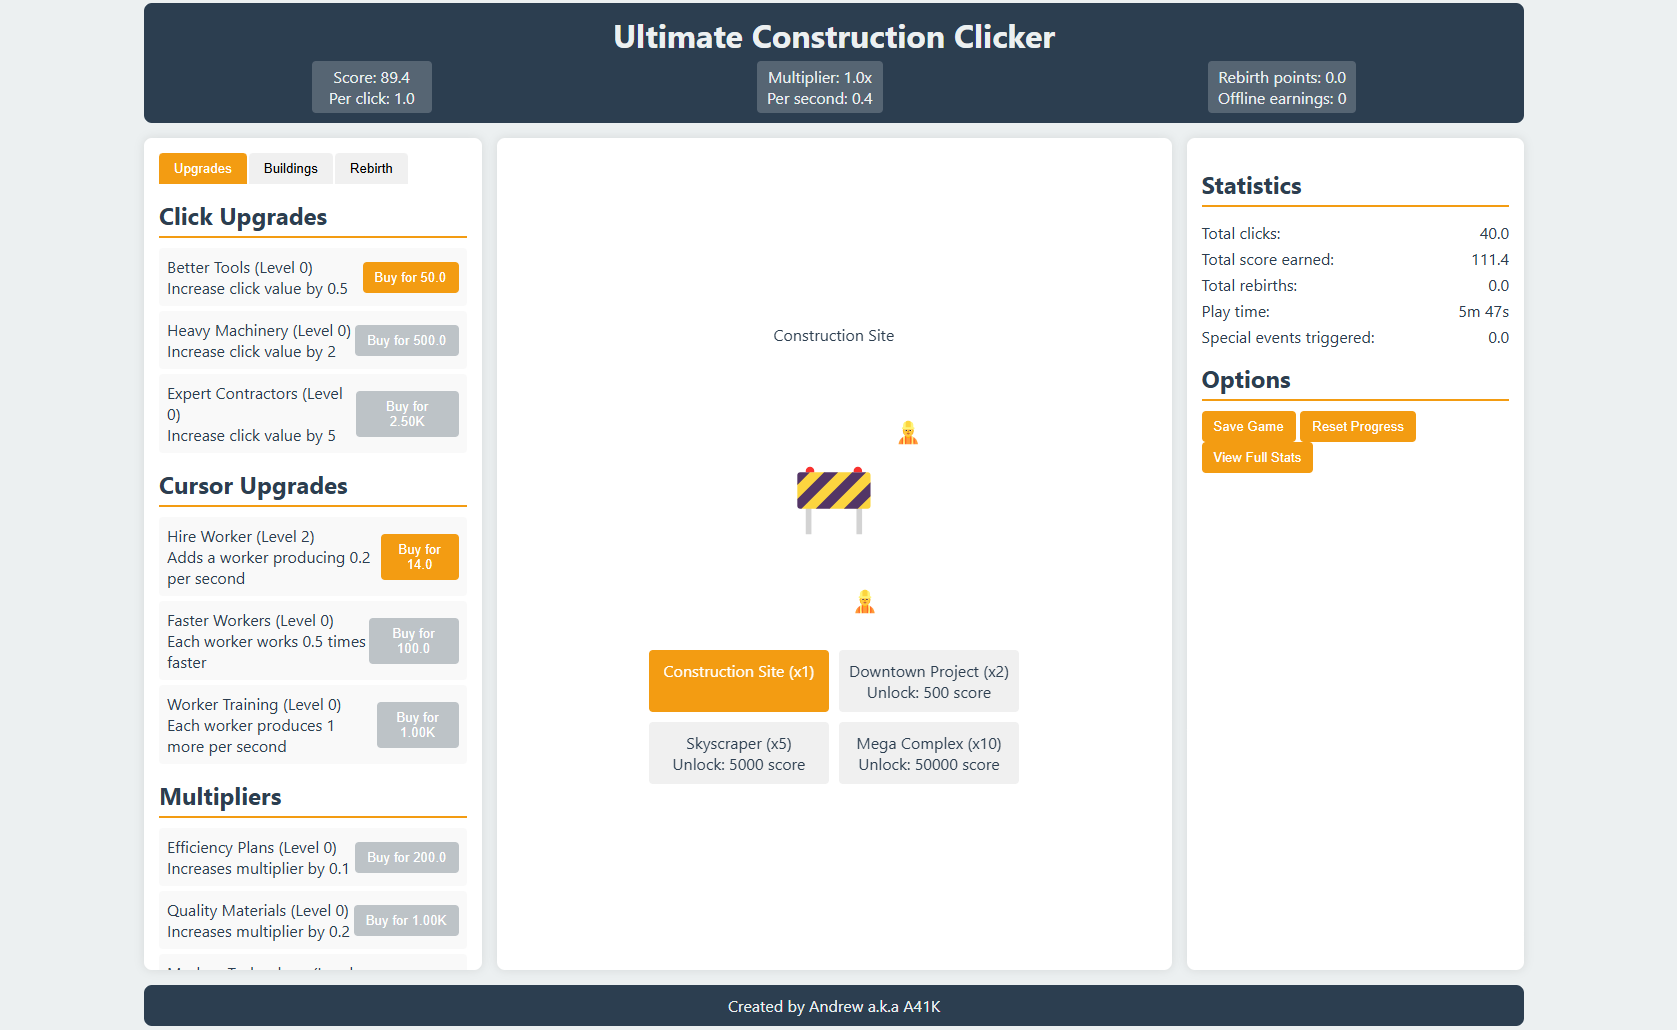 Ultimate Construction Clicker
Score: 89.4
Per click: 1.0
Multiplier: 1.0x
Per second: 0.4
Rebirth points: 0.0
Offline earnings: 0
Upgrades
Buildings
Rebirth
Click Upgrades
Better Tools (Level 0)
Increase click value by 0.5
Buy for 50.0
Heavy Machinery (Level 0)
Increase click value by 2
Buy for 500.0
Expert Contractors (Level
0)
Increase click value by 5
Buy for
2.50K
Cursor Upgrades
Hire Worker (Level 2)
Adds a worker producing 0.2
per second
Buy for
14.0
Faster Workers (Level 0)
Each worker works 0.5 times
faster
Buy for
100.0
Worker Training (Level 0)
Each worker produces 1
more per second
Buy for
1.00K
Multipliers
Efficiency Plans (Level 0)
Increases multiplier by 0.1
Buy for 200.0
Quality Materials (Level 0)
Increases multiplier by 0.2
Buy for 1.00K
Construction Site
Construction Site (x1)
Downtown Project (x2)
Unlock: 500 score
Skyscraper (x5)
Unlock: 5000 score
Mega Complex (x10)
Unlock: 50000 score
Statistics
Total clicks: 40.0
Total score earned: 111.4
Total rebirths: 0.0
Play time: 5m 47s
Special events triggered: 0.0
Options
Save Game
Reset Progress
View Full Stats
Created by Andrew a.k.a A41K